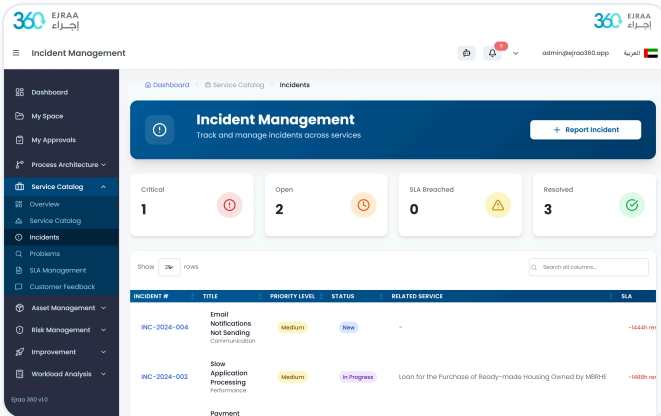 360 EJRAA إجراء
360 EJRAA إجراء
Incident Management
admin@ejraa360.app
العربية
Dashboard
My Space
My Approvals
Process Architecture
Service Catalog
Overview
Service Catalog
Incidents
Problems
SLA Management
Customer Feedback
Asset Management
Risk Management
Improvement
Workload Analysis
Ejraa 360 v1.0
Dashboard > Service Catalog > Incidents
Incident Management
Track and manage incidents across services
+ Report Incident
Critical
1
Open
2
SLA Breached
0
Resolved
3
Show 25 rows
Search all columns...
INCIDENT # TITLE PRIORITY LEVEL STATUS RELATED SERVICE SLA
INC-2024-004
Email
Notifications
Not Sending
Communication
Medium
New
-
-1444h
INC-2024-002
Slow
Application
Processing
Performance
Medium
In Progress
Loan for the Purchase of Ready-made Housing Owned by MBRHE
-1488h
Payment